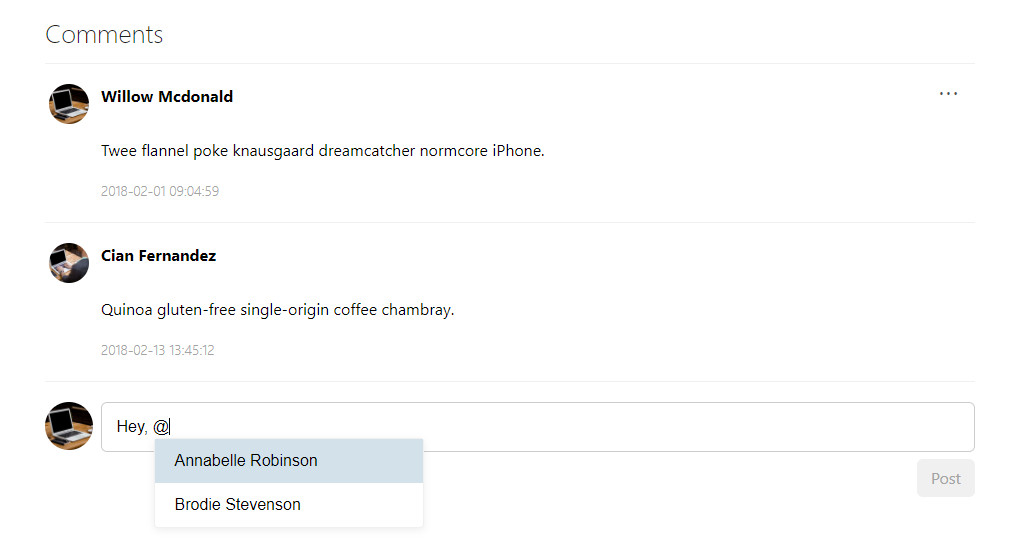 Comments
Willow Mcdonald
...
Twee flannel poke knausgaard dreamcatcher normcore iPhone.
2018-02-01 09:04:59
Cian Fernandez
Quinoa gluten-free single-origin coffee chambray.
2018-02-13 13:45:12
Hey, @
Annabelle Robinson
Post
Brodie Stevenson